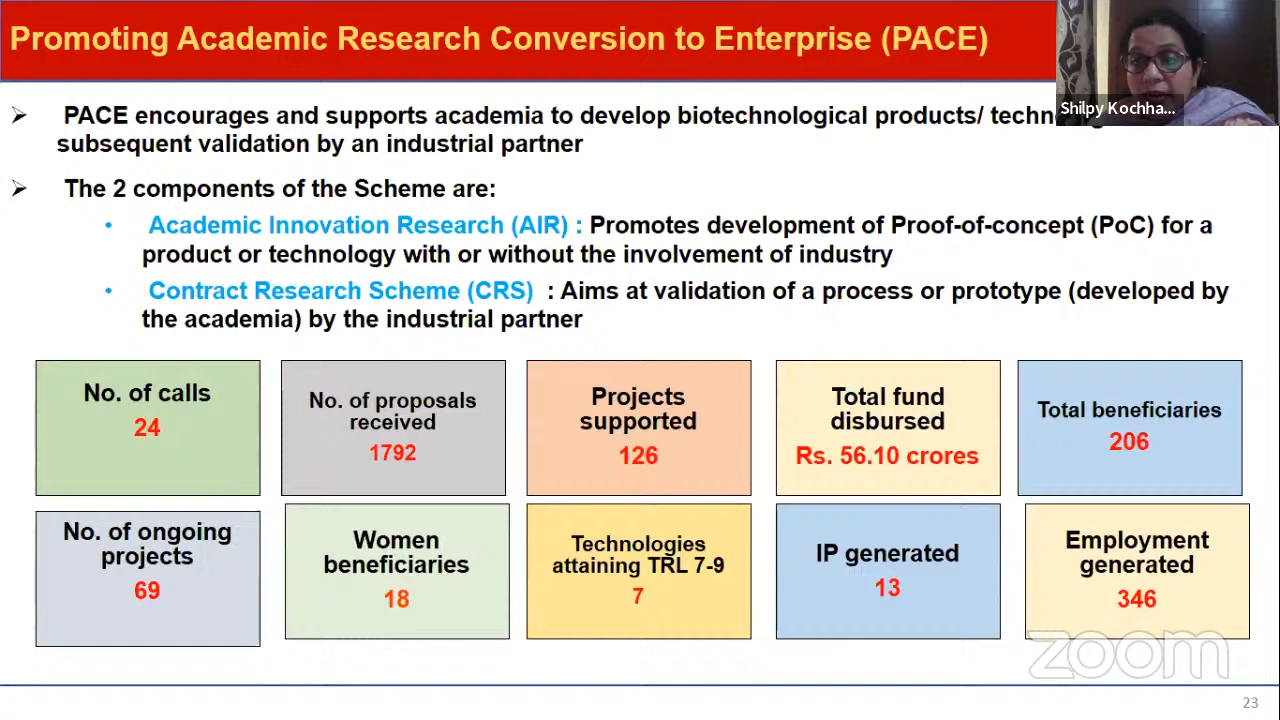 Promoting Academic Research Conversion to Enterprise (PACE)
Shilpy Kochha...
➢ PACE encourages and supports academia to develop biotechnological products/
subsequent validation by an industrial partner
➢ The 2 components of the Scheme are:
• Academic Innovation Research (AIR) : Promotes development of Proof-of-concept (PoC) for a
product or technology with or without the involvement of industry
• Contract Research Scheme (CRS) : Aims at validation of a process or prototype (developed by
the academia) by the industrial partner
No. of calls
24
No. of proposals
received
1792
Projects
supported
126
Total fund
disbursed
Rs. 56.10 crores
Total beneficiaries
206
No. of ongoing
projects
69
Women
beneficiaries
18
Technologies
attaining TRL 7-9
7
IP generated
13
Employment
generated
346
zoom
23